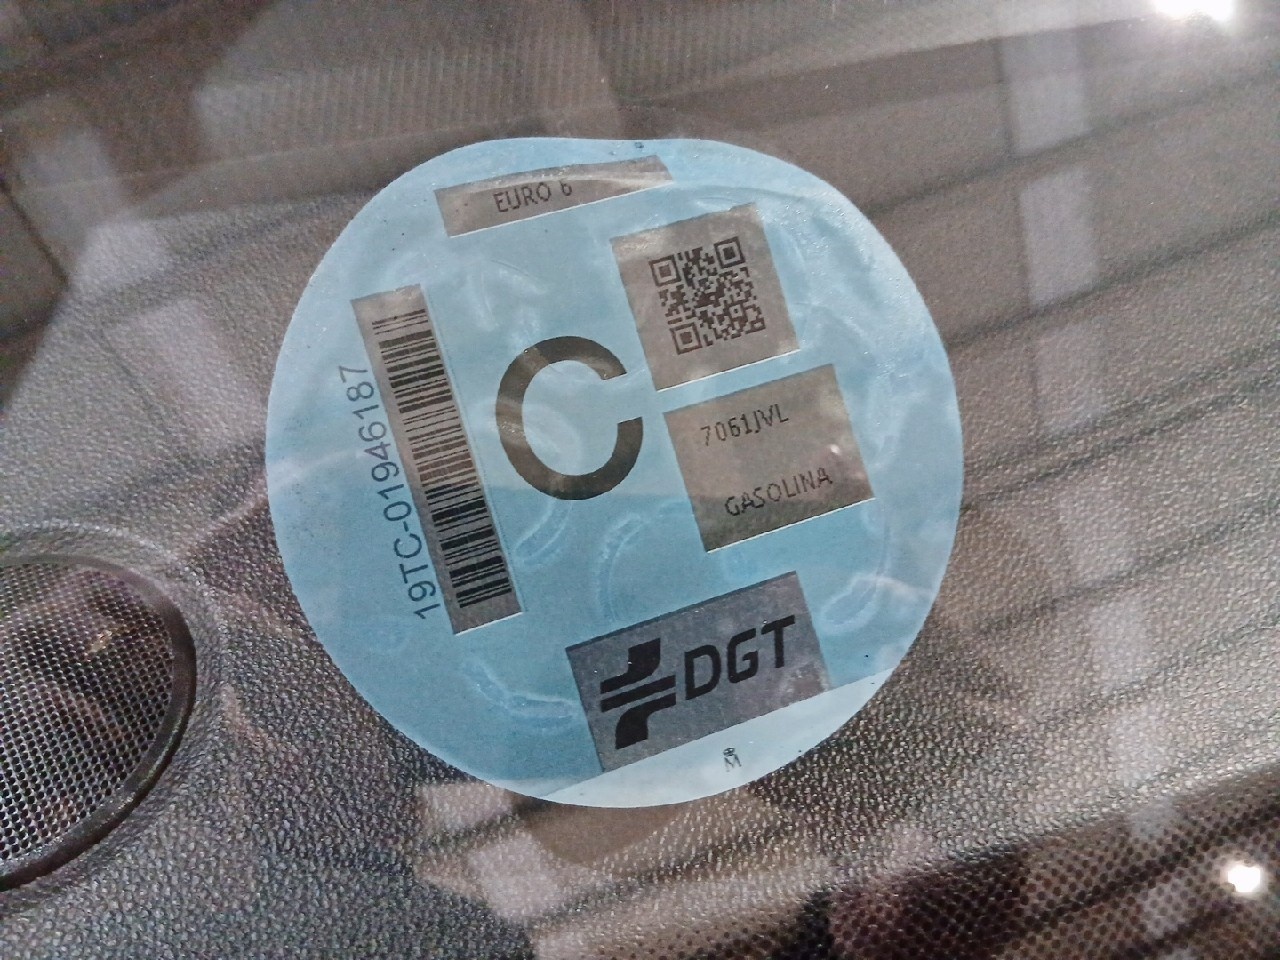 EURO 6
19TC-01946187
C
7061JVL
GASOLINA
DGT
M